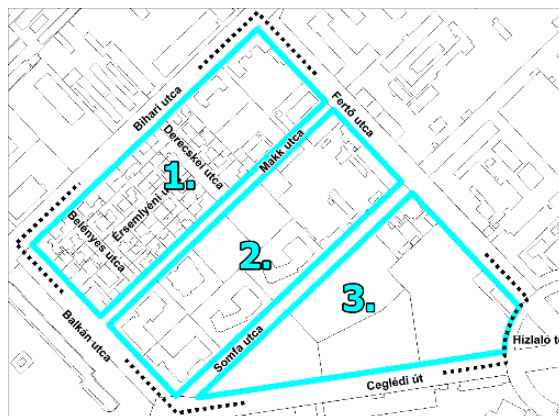 Bihari utca
Fertő utca
Derecskei utca
Makk utca
1.
Érsemlyéni u
Belényes utca
2.
3.
Balkán utca
Somfa utca
Hízlaló t
Ceglédi út